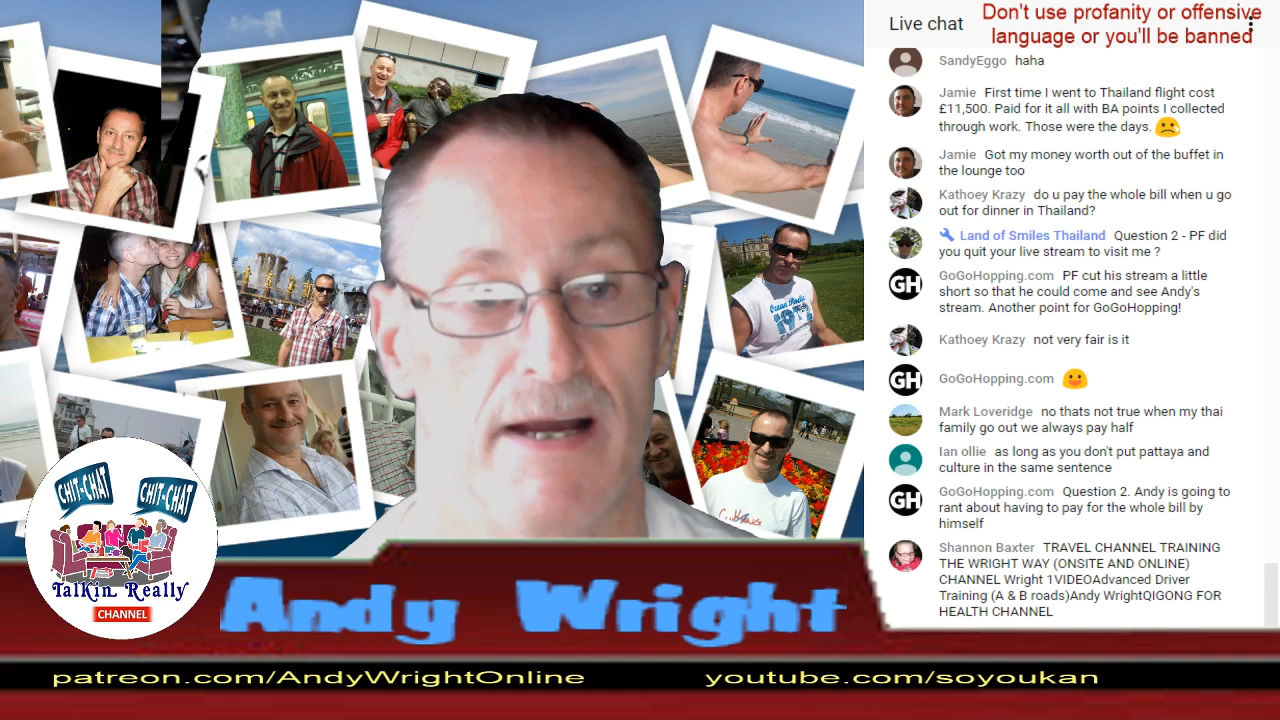 Live chat
Don't use profanity or offensive
language or you'll be banned
SandyEggo haha
Jamie First time I went to Thailand flight cost
£11,500. Paid for it all with BA points I collected
through work. Those were the days.
Jamie Got my money worth out of the buffet in
the lounge too
Kathoey Krazy do u pay the whole bill when u go
out for dinner in Thailand?
Land of Smiles Thailand Question 2 - PF did
you quit your live stream to visit me ?
GH
GoGoHopping.com PF cut his stream a little
short so that he could come and see Andy's
stream. Another point for GoGoHopping!
Kathoey Krazy not very fair is it
GH
GoGoHopping.com
Mark Loveridge no thats not true when my thai
family go out we always pay half
Ian ollie as long as you don't put pattaya and
culture in the same sentence
GH
GoGoHopping.com Question 2. Andy is going to
rant about having to pay for the whole bill by
himself
Shannon Baxter TRAVEL CHANNEL TRAINING
THE WRIGHT WAY (ONSITE AND ONLINE)
CHANNEL Wright 1VIDEOAdvanced Driver
Training (A & B roads)Andy WrightQIGONG FOR
HEALTH CHANNEL
CHIT-CHAT
CHIT-CHAT
Talkin Really
CHANNEL
Andy Wright
patreon.com/AndyWrightOnline
youtube.com/soyoukan